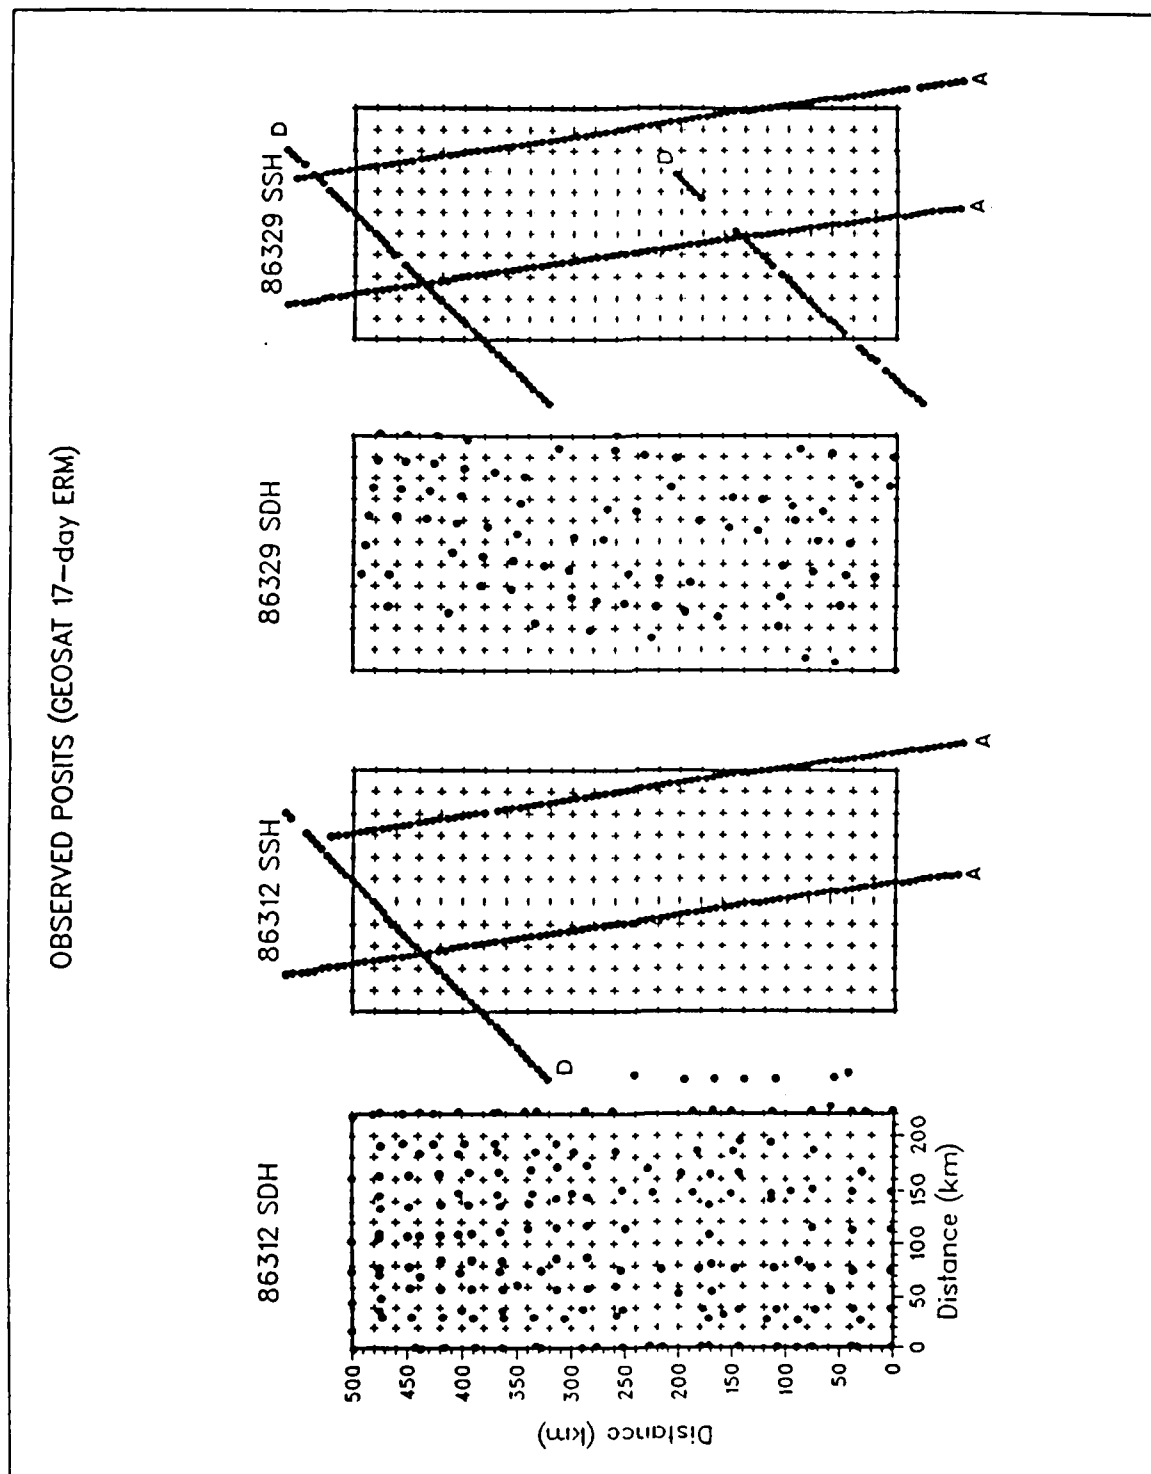 OBSERVED POSITS (GEOSAT 17-day ERM)
86312 SDH
86312 SSH
86329 SDH
86329 SSH
D
A
A
D
D
A
A
500
450
400
350
300
250
200
150
100
50
0
Distance (km)
0
50
100
150
200
Distance (km)